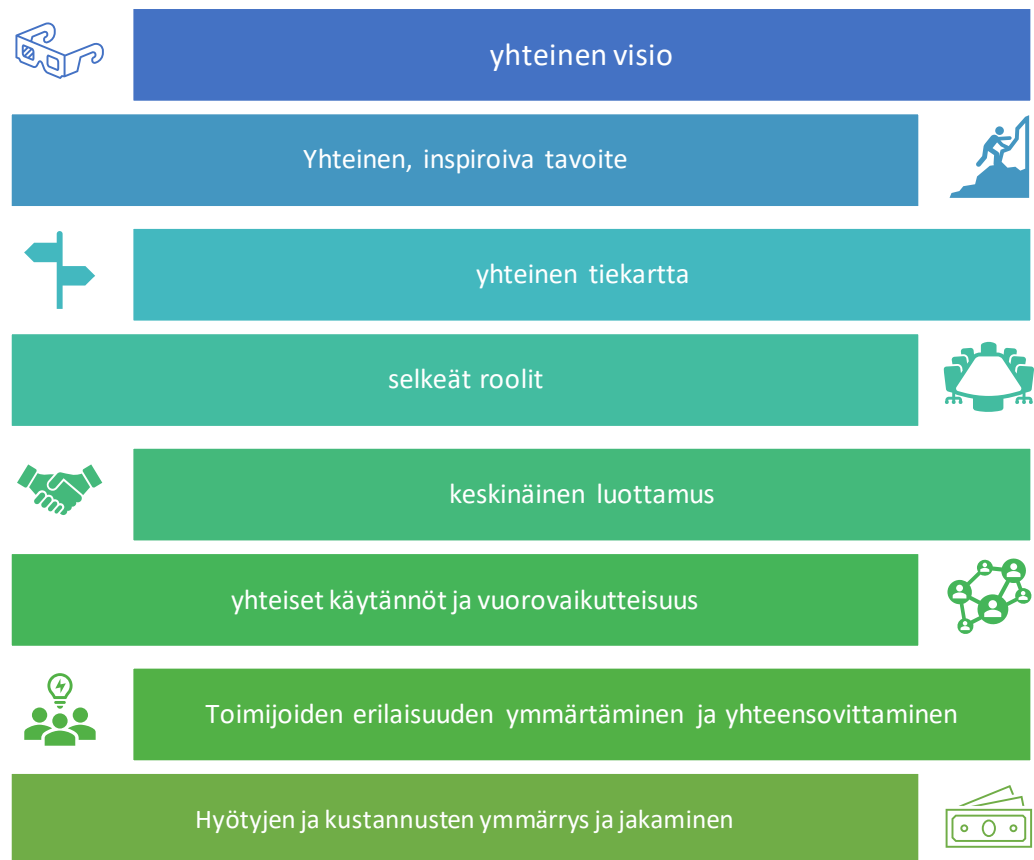 yhteinen visio
Yhteinen, inspiroiva tavoite
yhteinen tiekartta
selkeät roolit
keskinäinen luottamus
yhteiset käytännöt ja vuorovaikutteisuus
Toimijoiden erilaisuuden ymmärtäminen ja yhteensovittaminen
Hyötyjen ja kustannusten ymmärrys ja jakaminen